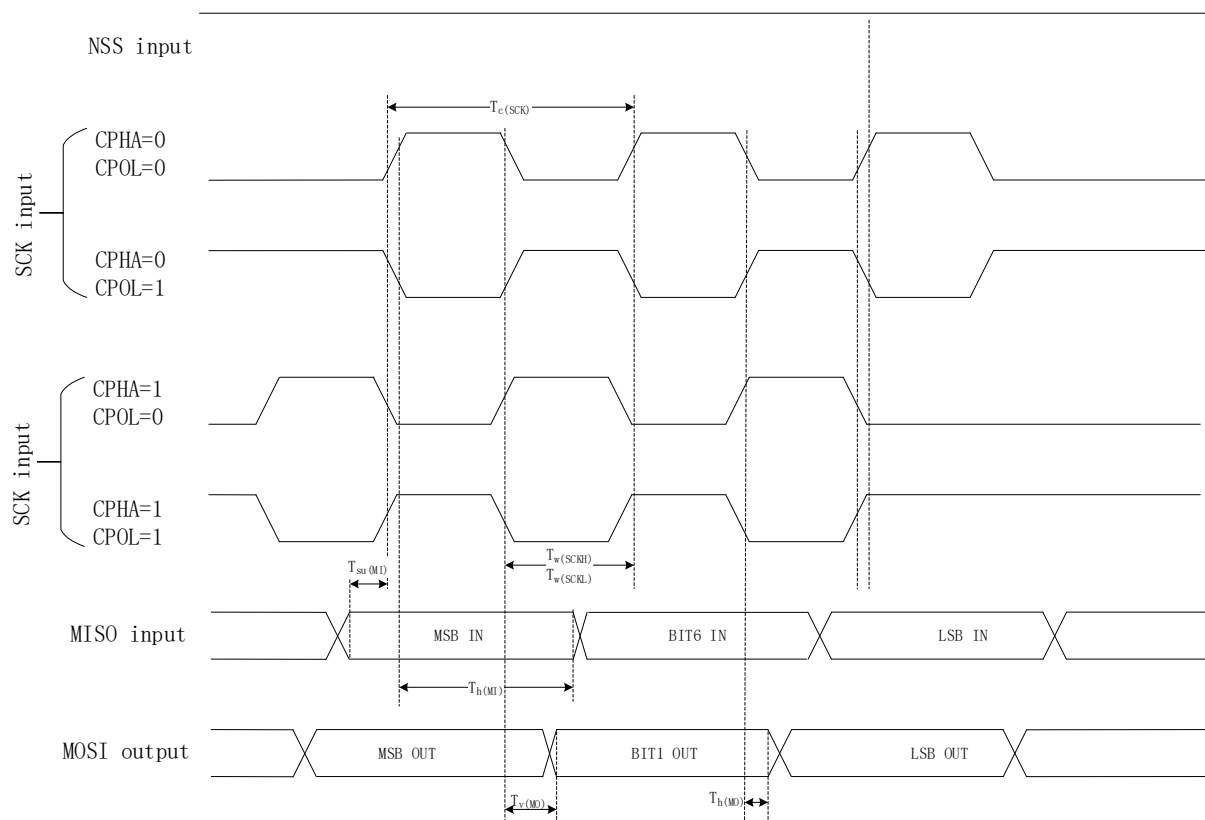 NSS input
Tc(SCK)
CPHA=0
CPOL=0
SCK input
CPHA=0
CPOL=1
CPHA=1
CPOL=0
SCK input
CPHA=1
CPOL=1
Tw(SCKH)
Tw(SCKL)
Tsu(MI)
MISO input
MSB IN
BIT6 IN
LSB IN
Th(MI)
MOSI output
MSB OUT
BIT1 OUT
LSB OUT
Tv(MO)
Th(MO)